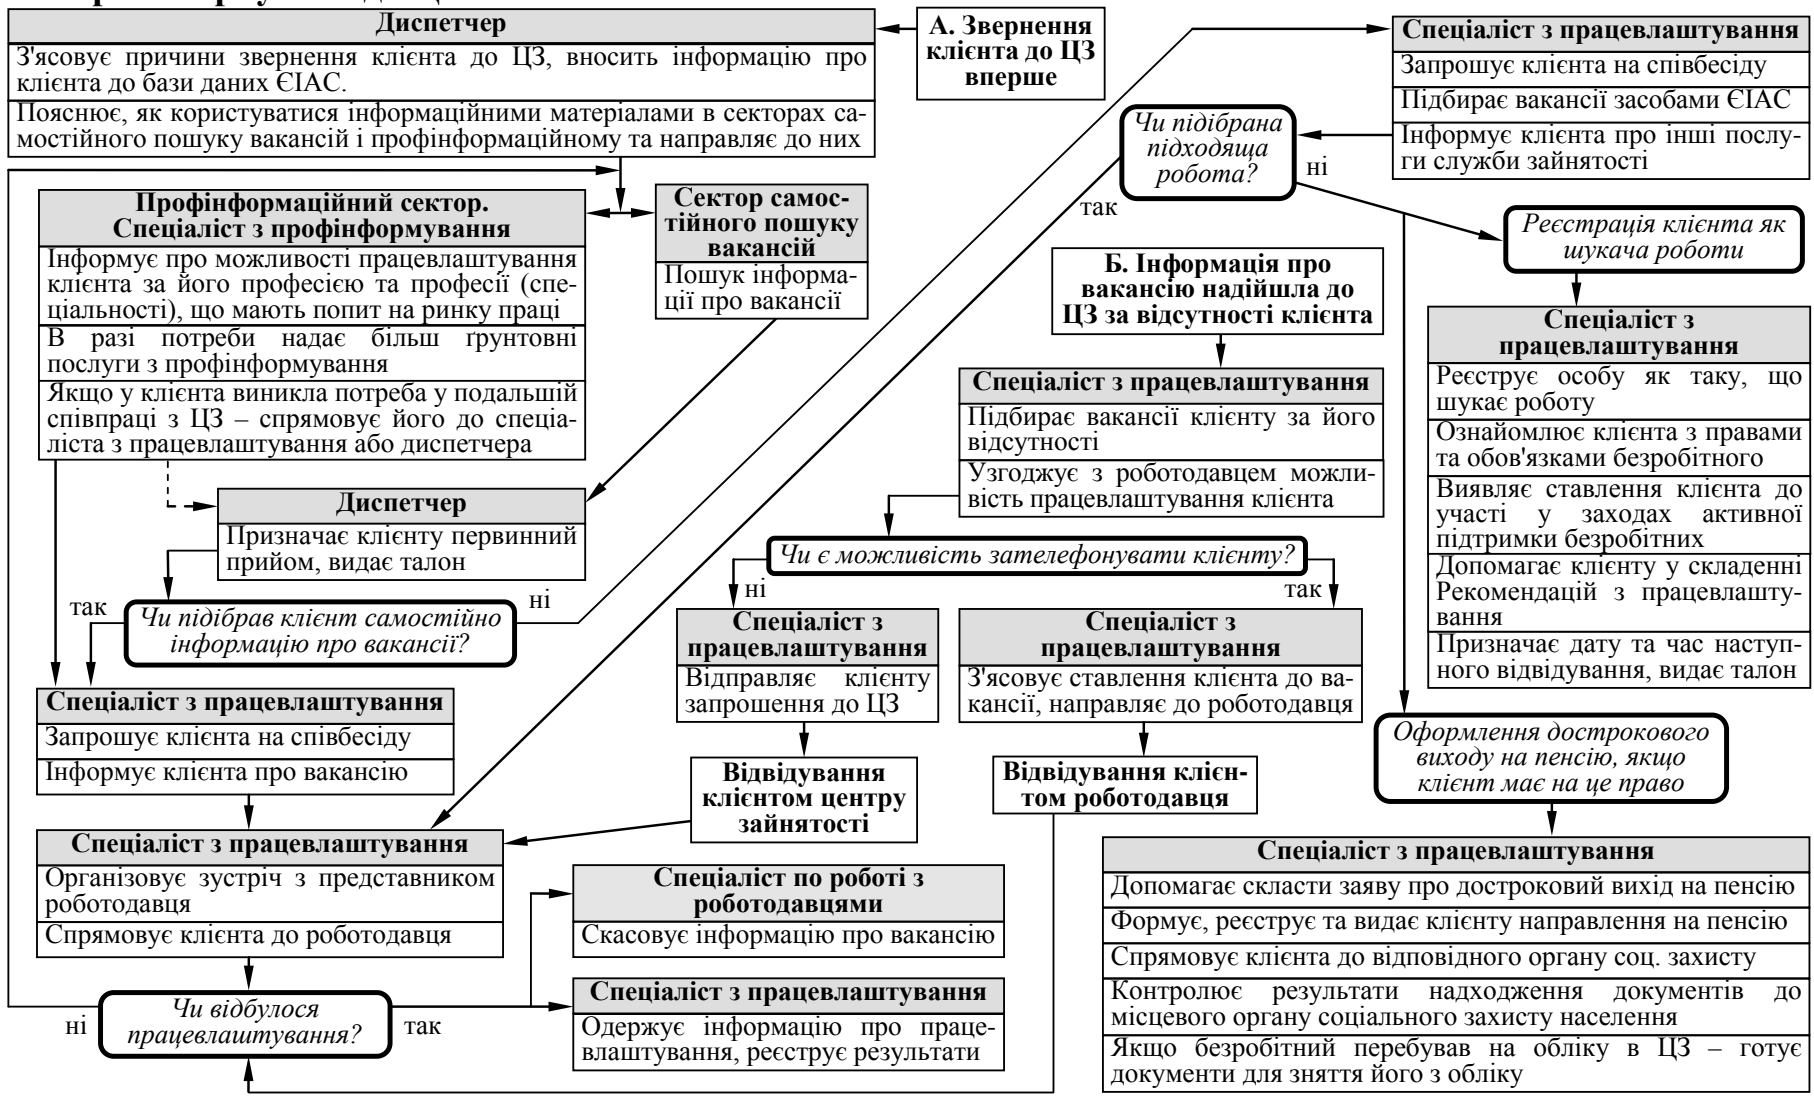 Диспетчер
З'ясовує причини звернення клієнта до ЦЗ, вносить інформацію про
клієнта до бази даних ЄІАС.
Пояснює, як користуватися інформаційними матеріалами в секторах са-
мостійного пошуку вакансій і профінформаційному та направляє до них
А. Звернення
клієнта до ЦЗ
вперше
Спеціаліст з працевлаштування
Запрошує клієнта на співбесіду
Підбирає вакансії засобами ЄІАС
Інформує клієнта про інші послу-
ги служби зайнятості
Чи підібрана
підходяща
робота?
ні
так
Реєстрація клієнта як
шукача роботи
Профінформаційний сектор.
Спеціаліст з профінформування
Інформує про можливості працевлаштування
клієнта за його професією та професії (спе-
ціальності), що мають попит на ринку праці
В разі потреби надає більш ґрунтовні
послуги з профінформування
Якщо у клієнта виникла потреба у подальшій
співпраці з ЦЗ – спрямовує його до спеціа-
ліста з працевлаштування або диспетчера
Сектор самос-
тійного пошуку
вакансій
Пошук інформа-
ції про вакансії
Б. Інформація про
вакансію надійшла до
ЦЗ за відсутності клієнта
Спеціаліст з працевлаштування
Підбирає вакансії клієнту за його
відсутності
Узгоджує з роботодавцем можли-
вість працевлаштування клієнта
Спеціаліст з
працевлаштування
Реєструє особу як таку, що
шукає роботу
Ознайомлює клієнта з правами
та обов'язками безробітного
Виявляє ставлення клієнта до
участі у заходах активної
підтримки безробітних
Допомагає клієнту у складенні
Рекомендацій з працевлашту-
вання
Призначає дату та час наступ-
ного відвідування, видає талон
Диспетчер
Призначає клієнту первинний
прийом, видає талон
Чи є можливість зателефонувати клієнту?
ні
так
так
Чи підібрав клієнт самостійно
інформацію про вакансії?
ні
Спеціаліст з
працевлаштування
Відправляє клієнту
запрошення до ЦЗ
Спеціаліст з
працевлаштування
З'ясовує ставлення клієнта до ва-
кансії, направляє до роботодавця
Спеціаліст з працевлаштування
Запрошує клієнта на співбесіду
Інформує клієнта про вакансію
Відвідування
клієнтом центру
зайнятості
Відвідування клієн-
том роботодавця
Оформлення дострокового
виходу на пенсію, якщо
клієнт має на це право
Спеціаліст з працевлаштування
Організовує зустріч з представником
роботодавця
Спрямовує клієнта до роботодавця
Спеціаліст по роботі з
роботодавцями
Скасовує інформацію про вакансію
Спеціаліст з працевлаштування
Одержує інформацію про праце-
влаштування, реєструє результати
ні
Чи відбулося
працевлаштування?
так
Спеціаліст з працевлаштування
Допомагає скласти заяву про достроковий вихід на пенсію
Формує, реєструє та видає клієнту направлення на пенсію
Спрямовує клієнта до відповідного органу соц. захисту
Контролює результати надходження документів до
місцевого органу соціального захисту населення
Якщо безробітний перебував на обліку в ЦЗ – готує
документи для зняття його з обліку